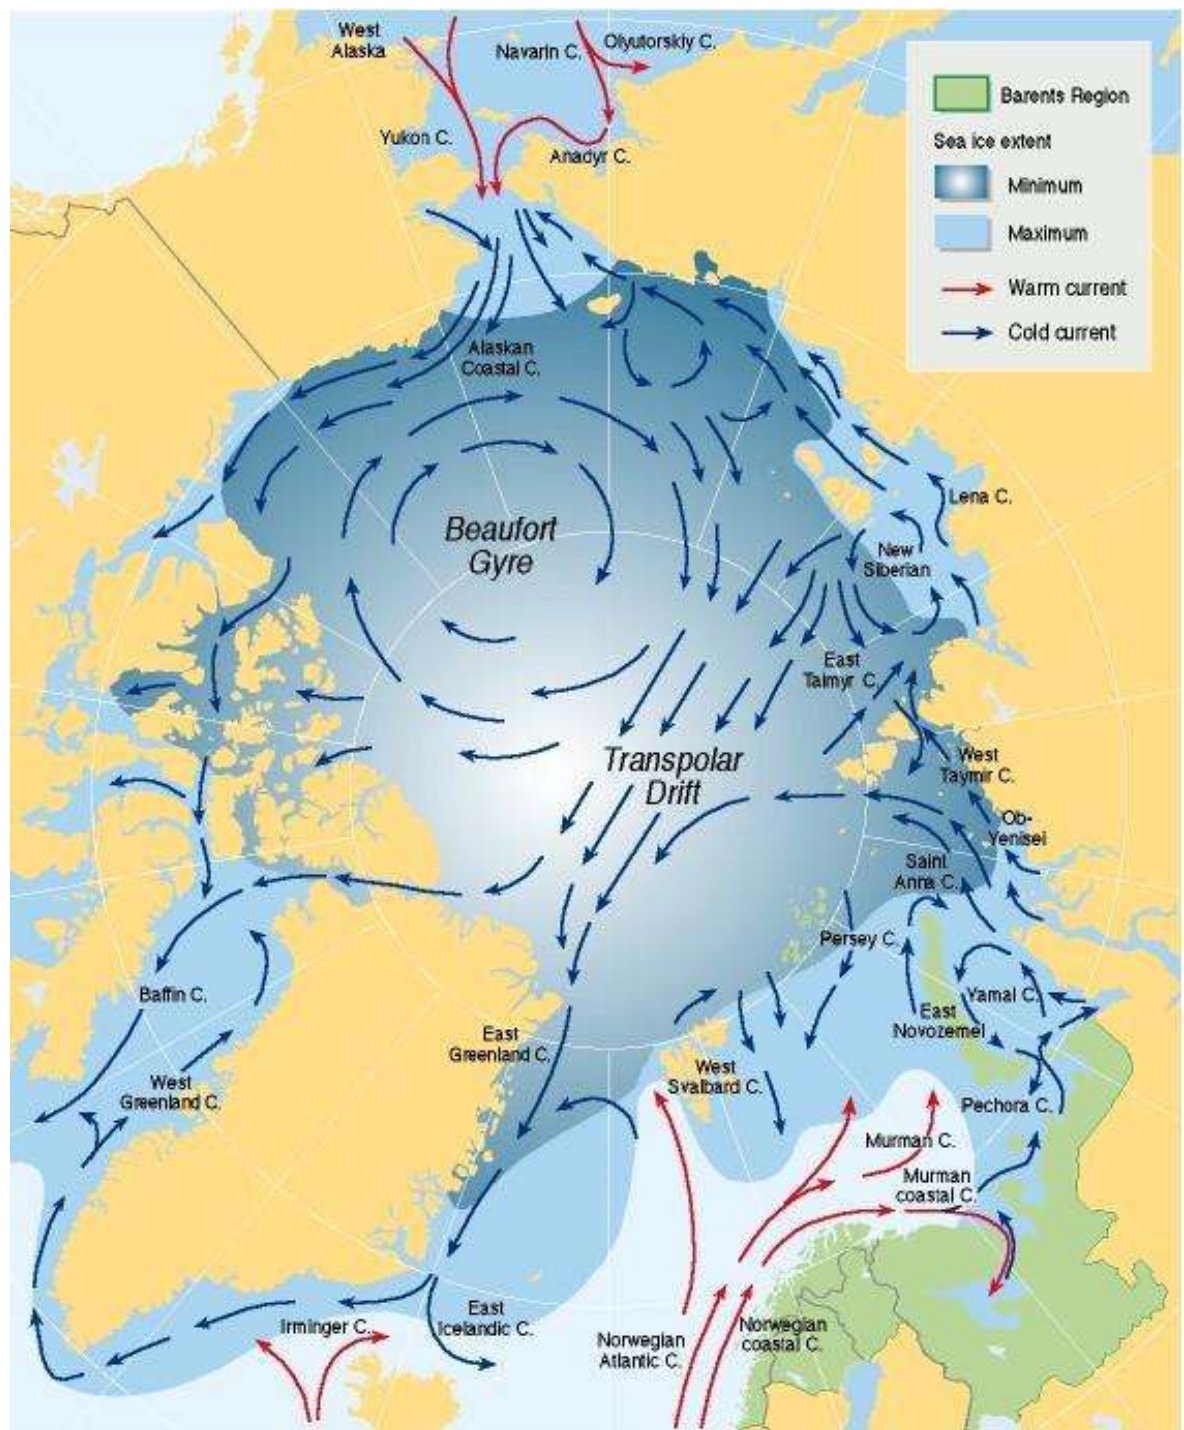 West
Alaska
Navarin C.
Olyutorskiy C.
Yukon C.
Anadyr C.
Barents Region
Sea ice extent
Minimum
Maximum
Warm current
Cold current
Alaskan
Coastal C.
Lena C.
Beaufort
Gyre
New
Siberian
East
Taimyr C.
Transpolar
Drift
West
Taymir C.
Ob-
Yenisei
Saint
Anna C.
Persey C.
Baffin C.
Yamal C.
East
Novozemel
East
Greenland C.
West
Svalbard C.
West
Greenland C.
Pechora C.
Murman C.
Murman
coastal C.
East
Icelandic C.
Irminger C.
Norwegian
Atlantic C.
Norwegian
coastal C.